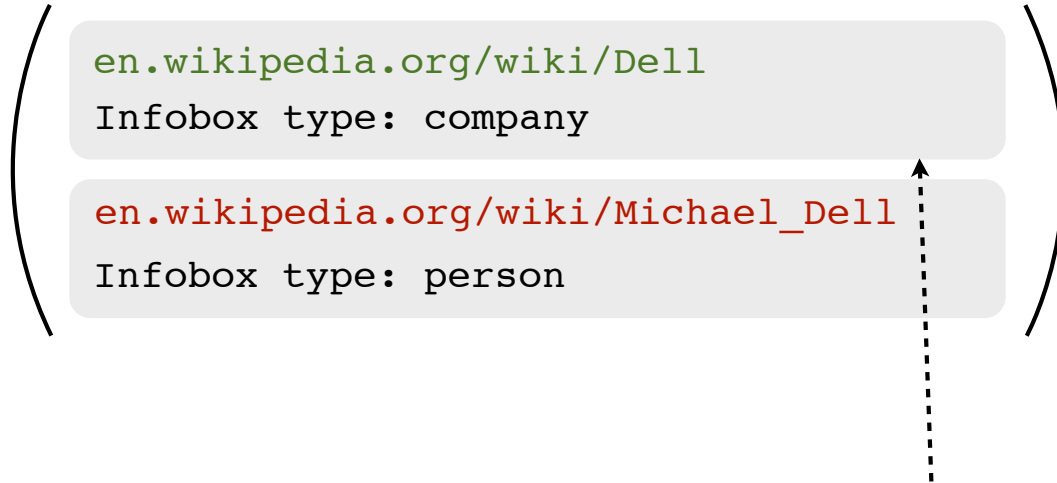 en.wikipedia.org/wiki/Dell
Infobox type: company
en.wikipedia.org/wiki/Michael_Dell
Infobox type: person